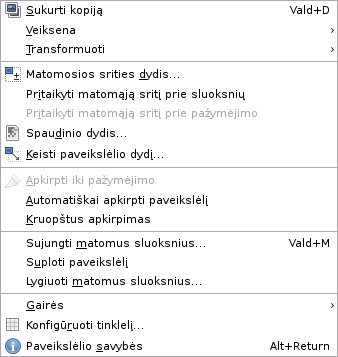 Sukurti kopiją Vald+D
Veiksena ›
Transformuoti ›
Matomosios srities dydis...
Pritaikyti matomąją sritį prie sluoksnių
Pritaikyti matomąją sritį prie pažymėjimo
Spaudinio dydis...
Keisti paveikslėlio dydį...
Apkirpti iki pažymėjimo
Automatiškai apkirpti paveikslėlį
Kruopštus apkirpimas
Sujungti matomus sluoksnius... Vald+M
Suploti paveikslėlį
Lygiuoti matomus sluoksnius...
Gairės ›
Konfigūruoti tinklelį...
Paveikslėlio savybės Alt+Return